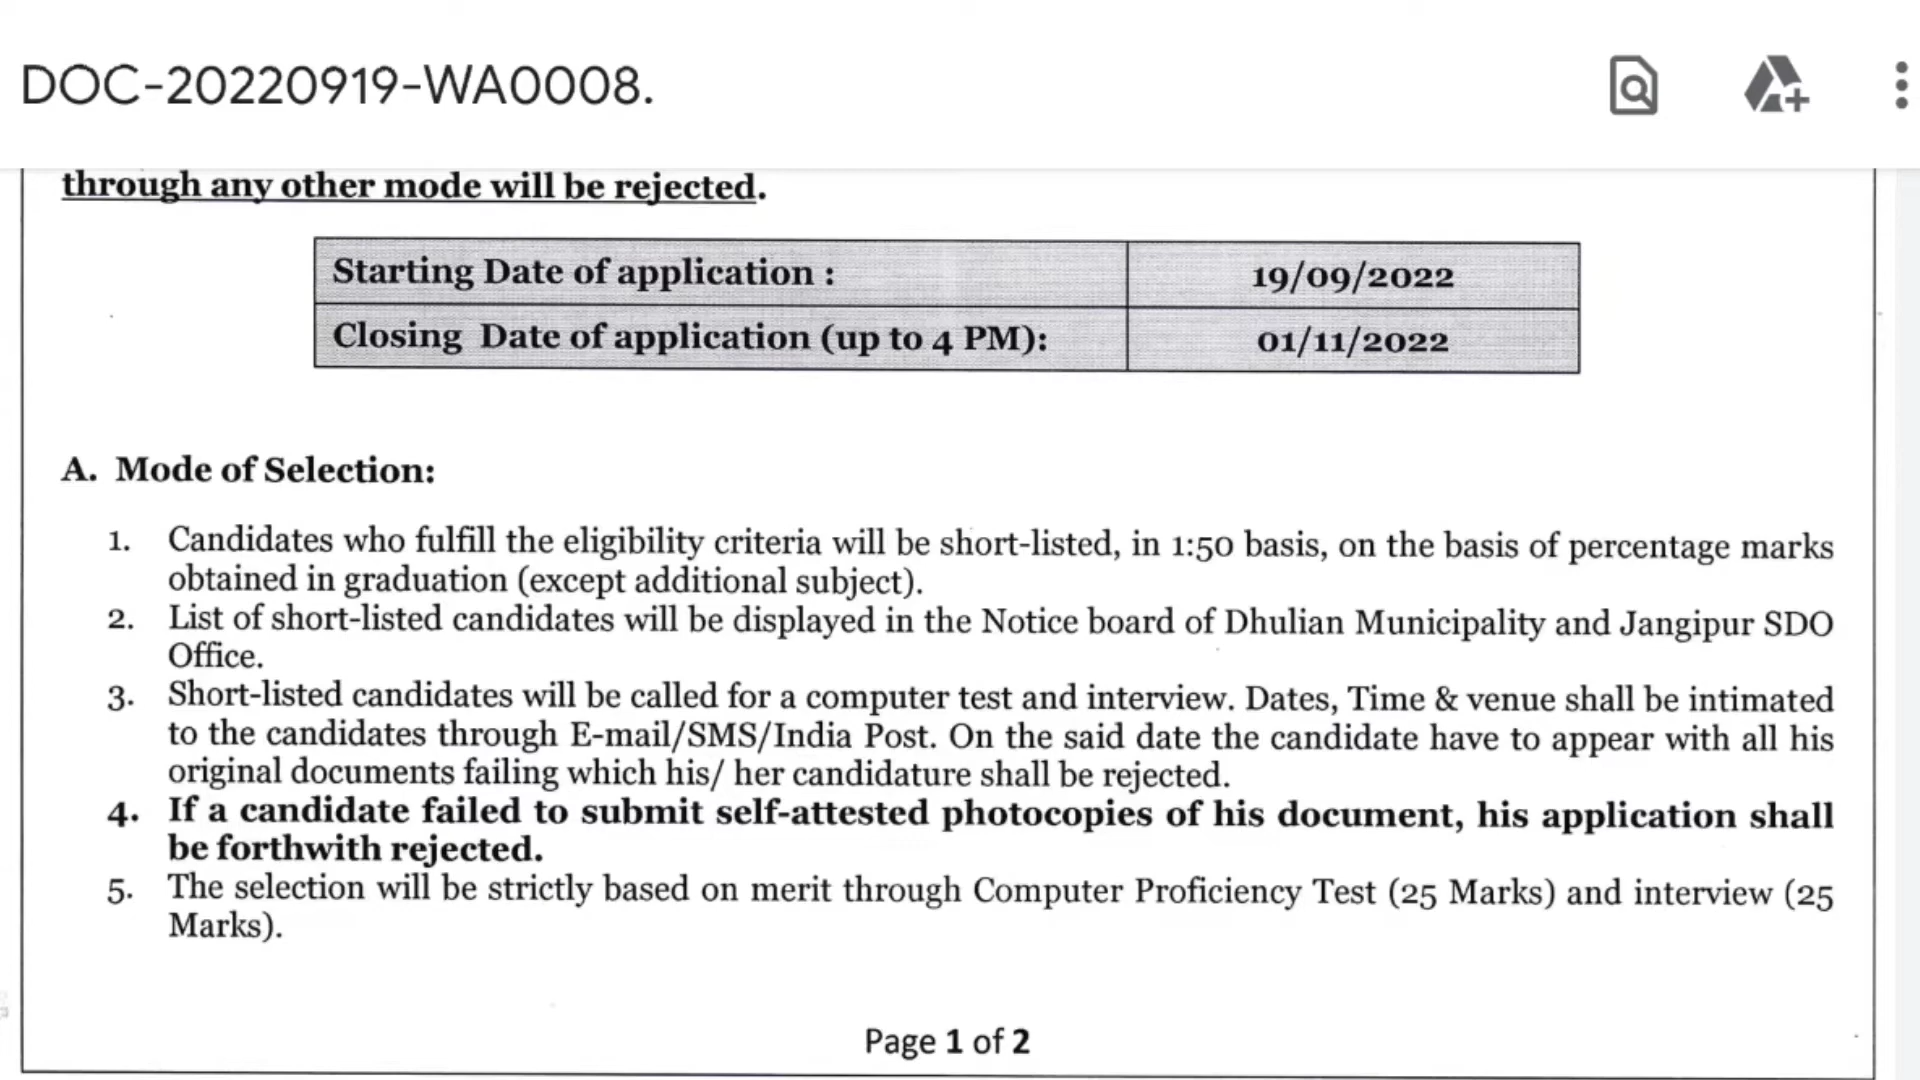 DOC-20220919-WA0008.
through any other mode will be rejected.
Starting Date of application : 19/09/2022
Closing Date of application (up to 4 PM): 01/11/2022
A. Mode of Selection:
1. Candidates who fulfill the eligibility criteria will be short-listed, in 1:50 basis, on the basis of percentage marks
obtained in graduation (except additional subject).
2. List of short-listed candidates will be displayed in the Notice board of Dhulian Municipality and Jangipur SDO
Office.
3. Short-listed candidates will be called for a computer test and interview. Dates, Time & venue shall be intimated
to the candidates through E-mail/SMS/India Post. On the said date the candidate have to appear with all his
original documents failing which his/ her candidature shall be rejected.
4. If a candidate failed to submit self-attested photocopies of his document, his application shall
be forthwith rejected.
5. The selection will be strictly based on merit through Computer Proficiency Test (25 Marks) and interview (25
Marks).
Page 1 of 2